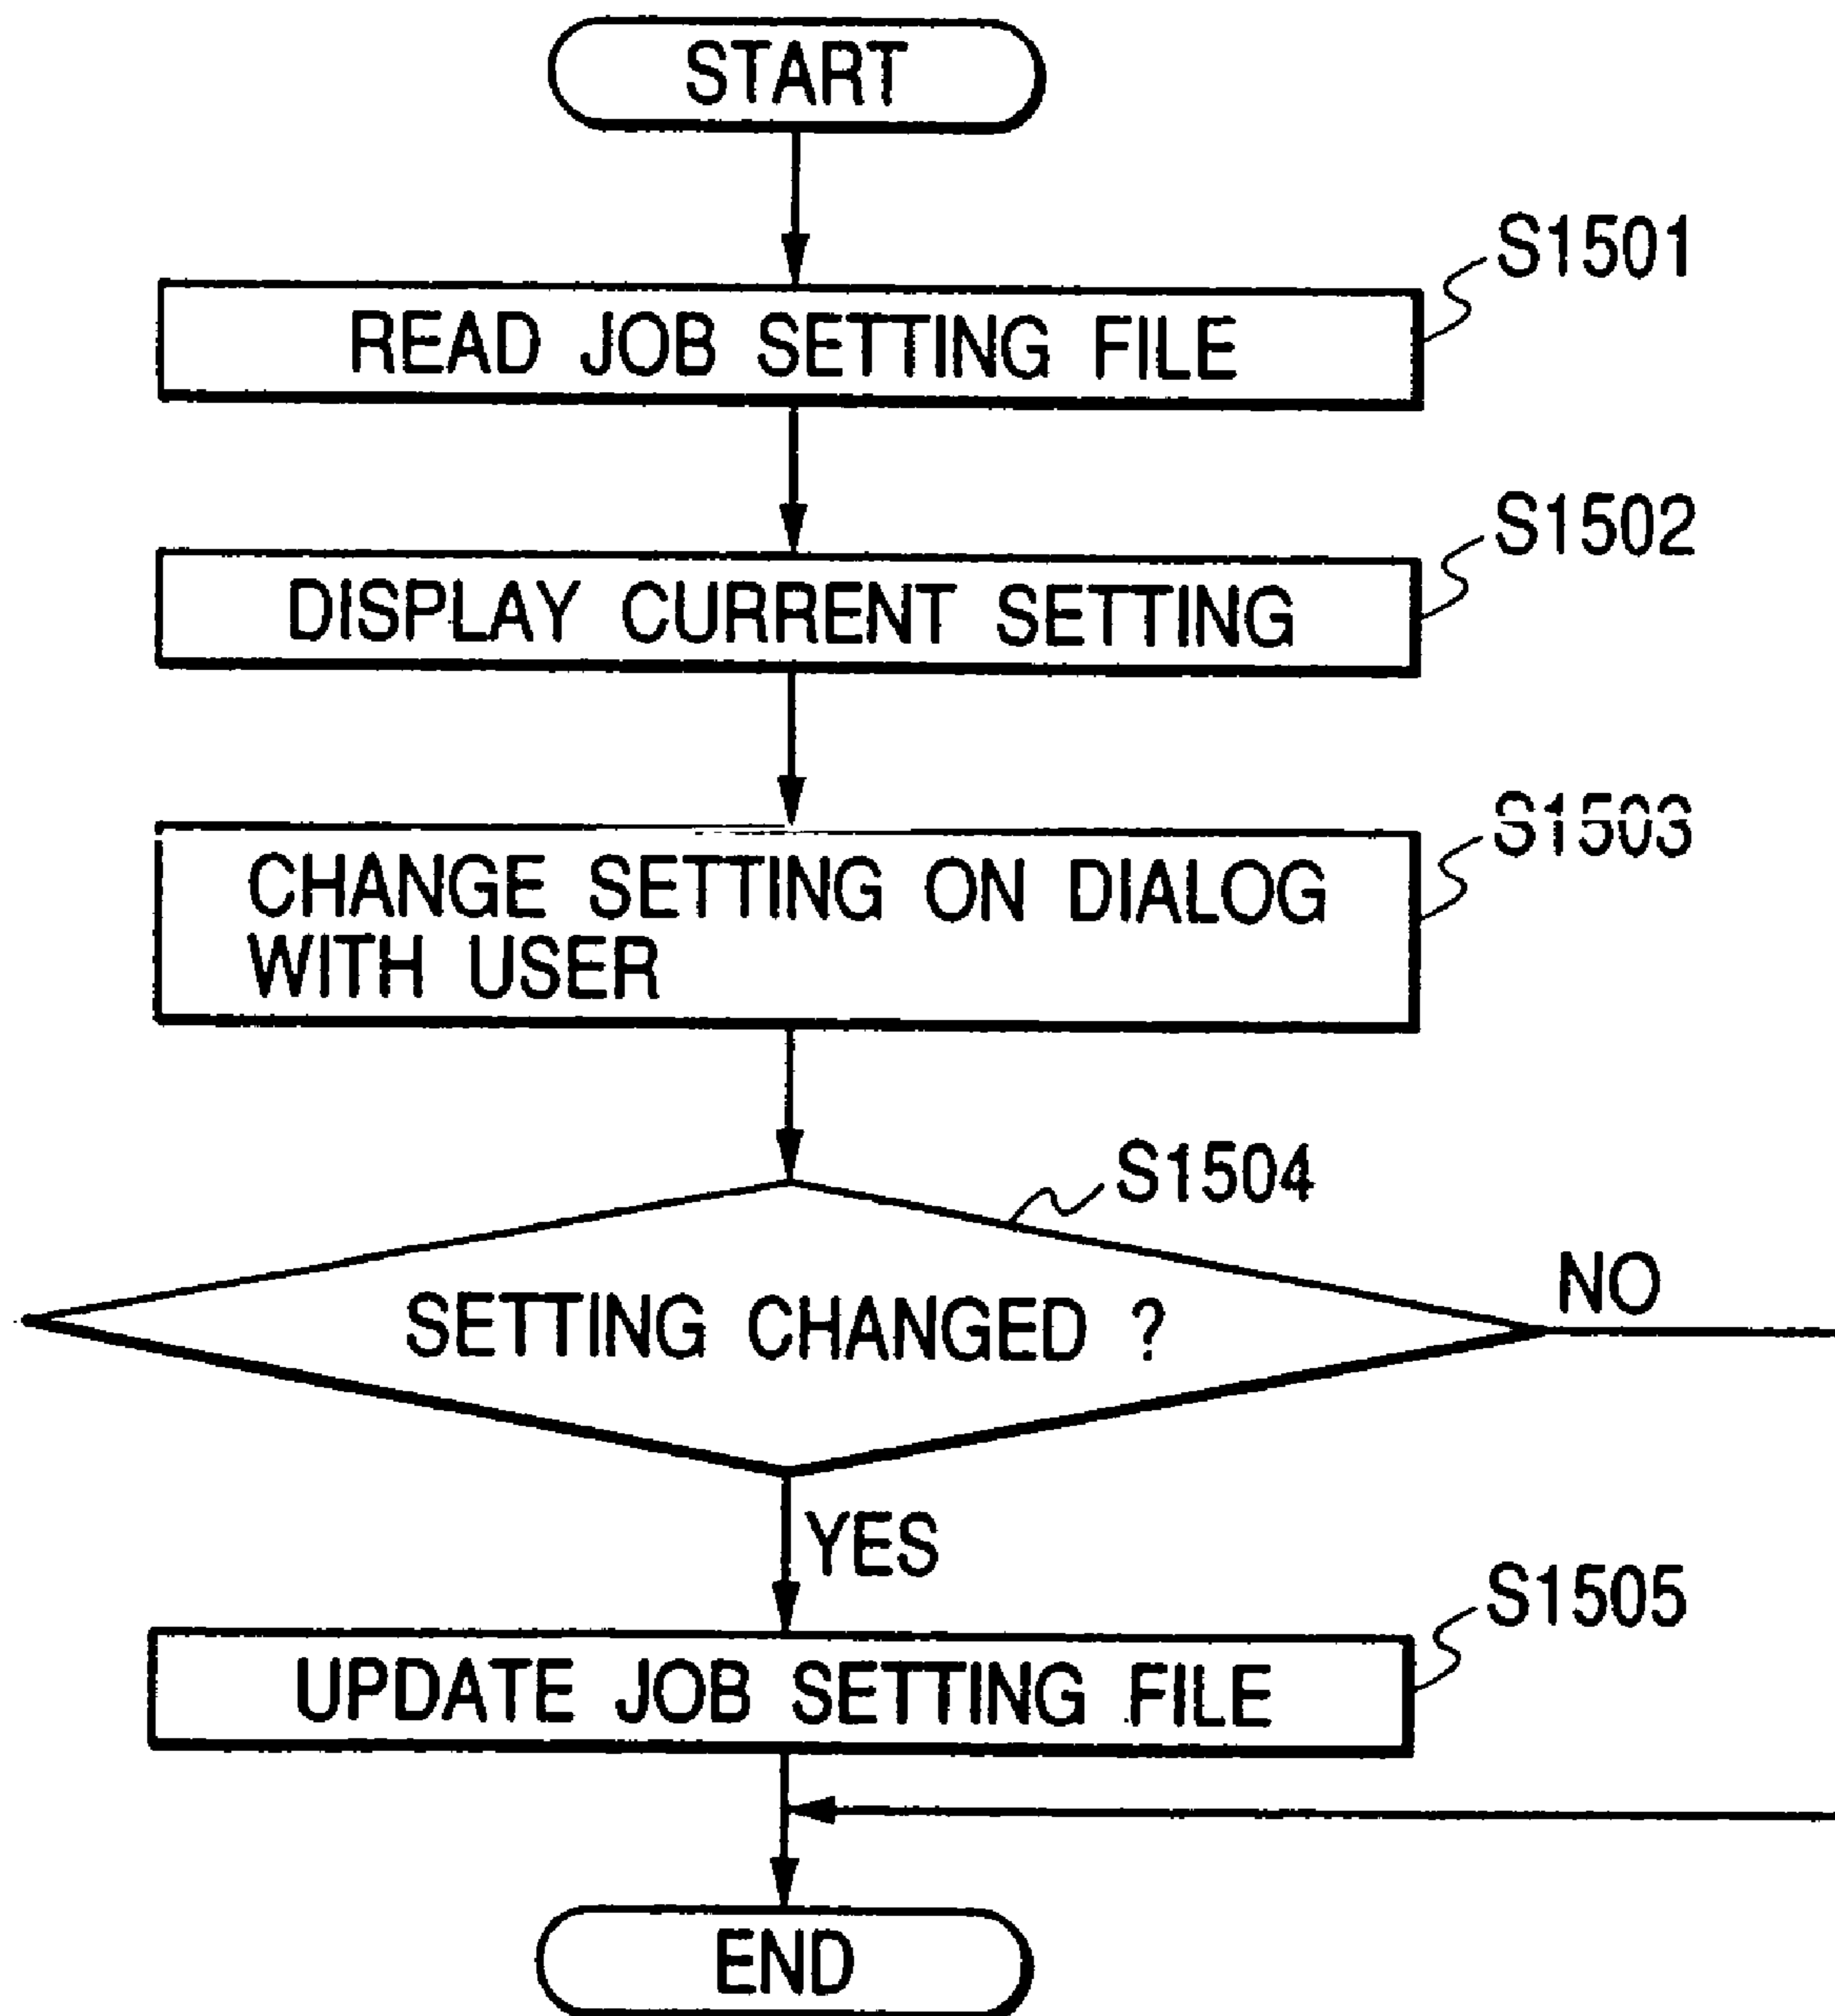 START
S1501
READ JOB SETTING FILE
S1502
DISPLAY CURRENT SETTING
S1503
CHANGE SETTING ON DIALOG
WITH USER
S1504
SETTING CHANGED ?
NO
YES
S1505
UPDATE JOB SETTING FILE
END